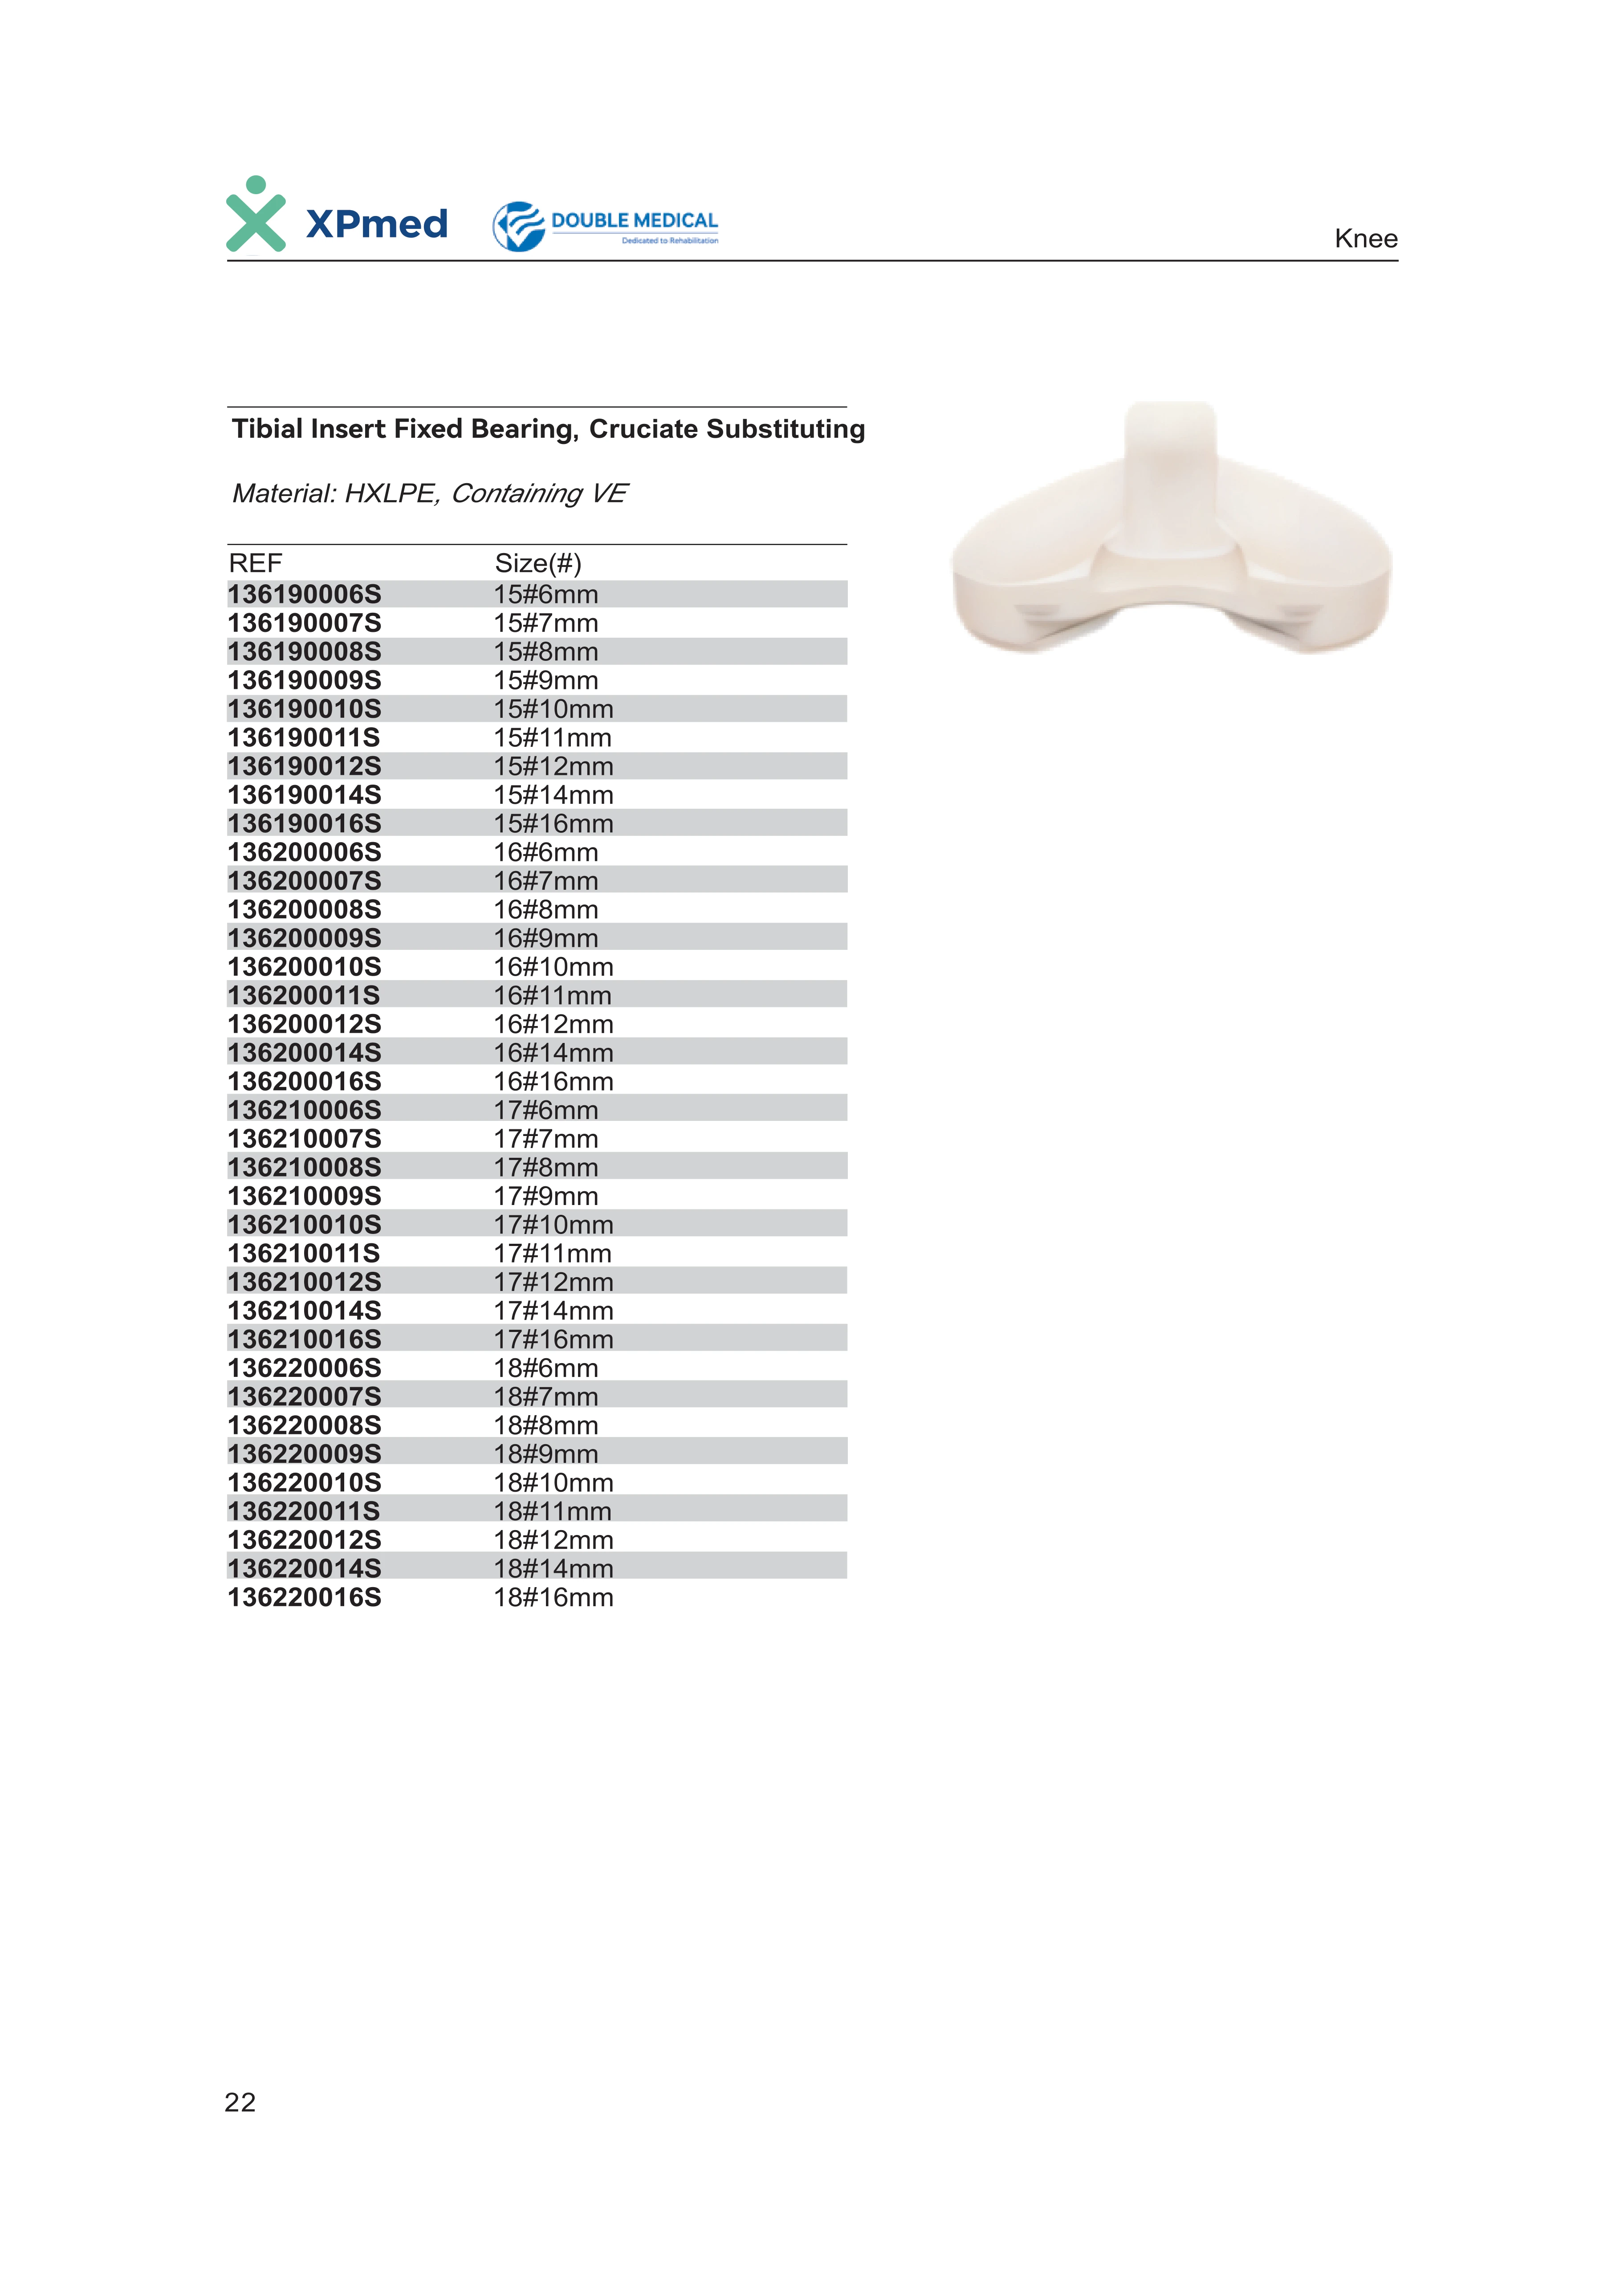 XPmed
DOUBLE MEDICAL
Dedicated to Rehabilitation
Knee
Tibial Insert Fixed Bearing, Cruciate Substituting
Material: HXLPE, Containing VE
REF Size(#)
136190006S 15#6mm
136190007S 15#7mm
136190008S 15#8mm
136190009S 15#9mm
136190010S 15#10mm
136190011S 15#11mm
136190012S 15#12mm
136190014S 15#14mm
136190016S 15#16mm
136200006S 16#6mm
136200007S 16#7mm
136200008S 16#8mm
136200009S 16#9mm
136200010S 16#10mm
136200011S 16#11mm
136200012S 16#12mm
136200014S 16#14mm
136200016S 16#16mm
136210006S 17#6mm
136210007S 17#7mm
136210008S 17#8mm
136210009S 17#9mm
136210010S 17#10mm
136210011S 17#11mm
136210012S 17#12mm
136210014S 17#14mm
136210016S 17#16mm
136220006S 18#6mm
136220007S 18#7mm
136220008S 18#8mm
136220009S 18#9mm
136220010S 18#10mm
136220011S 18#11mm
136220012S 18#12mm
136220014S 18#14mm
136220016S 18#16mm
22